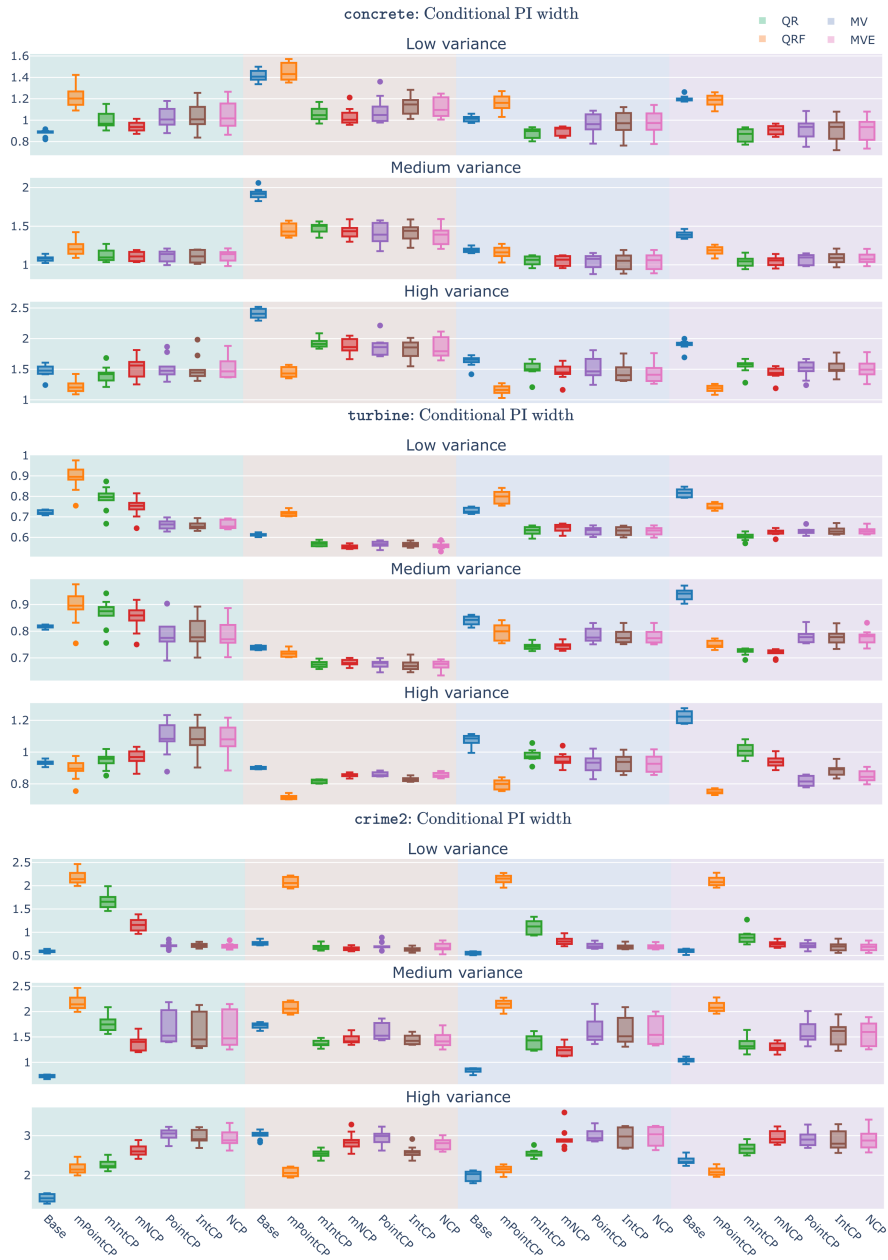 concrete: Conditional PI width
QR
MV
QRF
MVE
Low variance
1.6
1.4
1.2
1
0.8
Medium variance
2
1.5
1
High variance
2.5
2
1.5
1
turbine: Conditional PI width
Low variance
1
0.9
0.8
0.7
0.6
Medium variance
0.9
0.8
0.7
High variance
1.2
1
0.8
crime2: Conditional PI width
Low variance
2.5
2
1.5
1
0.5
Medium variance
2.5
2
1.5
1
High variance
3
2
Base mPointCP mIntCP mNCP PointCP IntCP NCP Base mPointCP mIntCP mNCP PointCP IntCP NCP Base mPointCP mIntCP mNCP PointCP IntCP NCP Base mPointCP mIntCP mNCP PointCP IntCP NCP